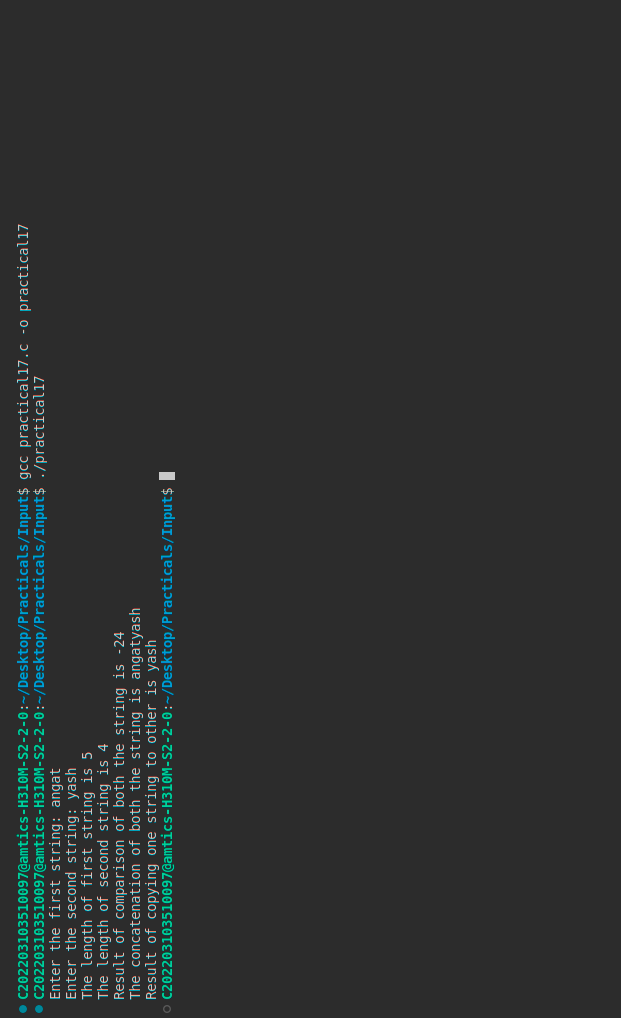 C202203103510097@amtics-H310M-S2-2-0:~/Desktop/Practicals/Input$ gcc practical17.c -o practical17
C202203103510097@amtics-H310M-S2-2-0:~/Desktop/Practicals/Input$ ./practical17
Enter the first string: angat
Enter the second string: yash
The length of first string is 5
The length of second string is 4
Result of comparison of both the string is -24
The concatenation of both the string is angatyash
Result of copying one string to other is yash
C202203103510097@amtics-H310M-S2-2-0:~/Desktop/Practicals/Input$